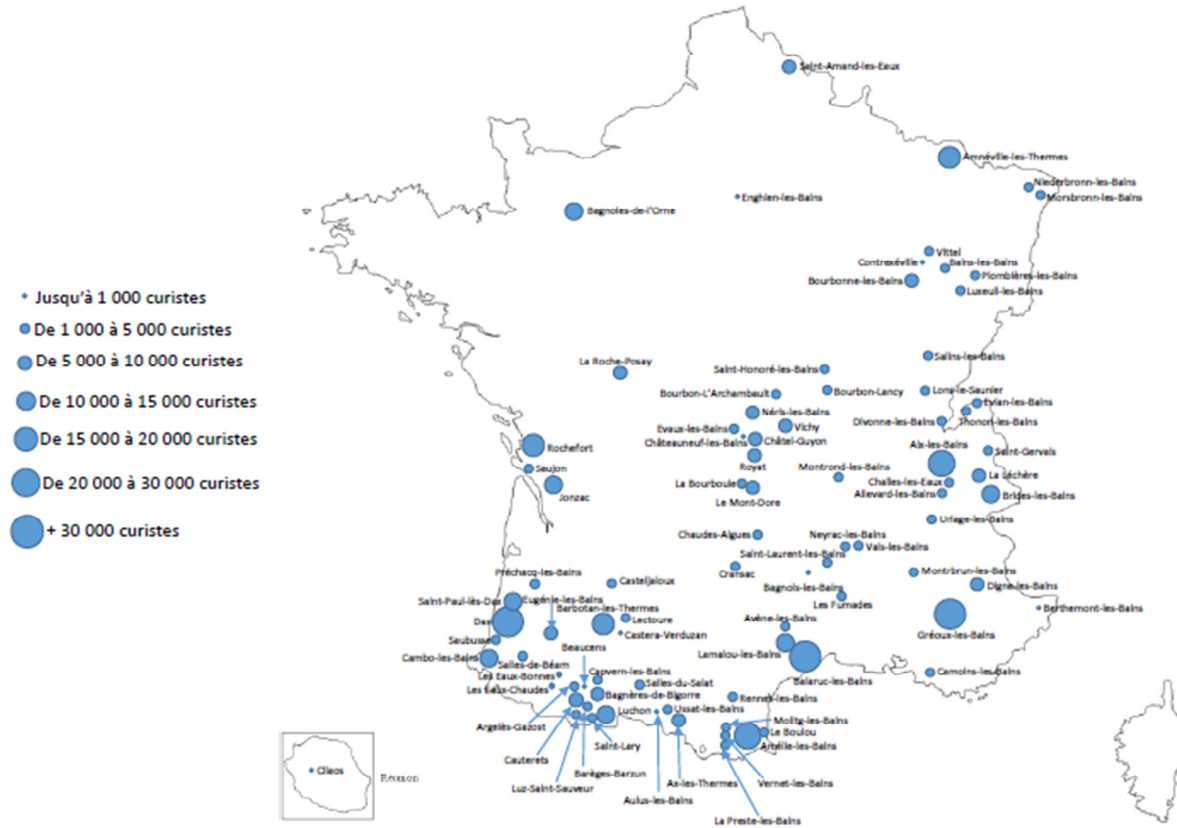 Saint-Amand-les-Eaux
Amnéville-les-Thermes
Niederbronn-les-Bains
Morsbronn-les-Bains
Enghien-les-Bains
Bagnoles-de-l'Orne
Vittel
Contrexéville
Bains-les-Bains
Plombières-les-Bains
Bourbonne-les-Bains
Luxeuil-les-Bains
Jusqu'à 1 000 curistes
De 1 000 à 5 000 curistes
De 5 000 à 10 000 curistes
De 10 000 à 15 000 curistes
De 15 000 à 20 000 curistes
De 20 000 à 30 000 curistes
+ 30 000 curistes
Salins-les-Bains
La Roche-Posay
Saint-Honoré-les-Bains
Bourbon-L'Archambault
Bourbon-Lancy
Lons-le-Saunier
Evian-les-Bains
Néris-les-Bains
Divonne-les-Bains
Thonon-les-Bains
Evaux-les-Bains
Vichy
Châteauneuf-les-Bains
Châtel-Guyon
Rochefort
Aix-les-Bains
Saint-Gervais
Royat
Saujon
Montrond-les-Bains
La Léchère
Jonzac
La Bourboule
Challes-les-Eaux
Le Mont-Dore
Allevard-les-Bains
Brides-les-Bains
Uriage-les-Bains
Chaudes-Aigues
Neyrac-les-Bains
Vals-les-Bains
Saint-Laurent-les-Bains
Cransac
Bagnols-les-Bains
Montrbrun-les-Bains
Digne-les-Bains
Préchacq-les-Bains
Casteljaloux
Les Fumades
Saint-Paul-lès-Dax
Eugénie-les-Bains
Barbotan-les-Thermes
Berthemont-les-Bains
Lectoure
Dax
Avène-les-Bains
Gréoux-les-Bains
Castera-Verduzan
Saubusse
Beaucens
Lamalou-les-Bains
Cambo-les-Bains
Salles-de-Béarn
Capvern-les-Bains
Balaruc-les-Bains
Camoins-les-Bains
Les Eaux-Bonnes
Salies-du-Salat
Les Eaux-Chaudes
Bagnères-de-Bigorre
Rennes-les-Bains
Luchon
Ussat-les-Bains
Argelès-Gazost
Molitg-les-Bains
Le Boulou
Saint-Lary
Amélie-les-Bains
Cauterets
Barèges-Barzun
Ax-les-Thermes
Vernet-les-Bains
Luz-Saint-Sauveur
Aulus-les-Bains
La Preste-les-Bains
Cilaos
Réunion